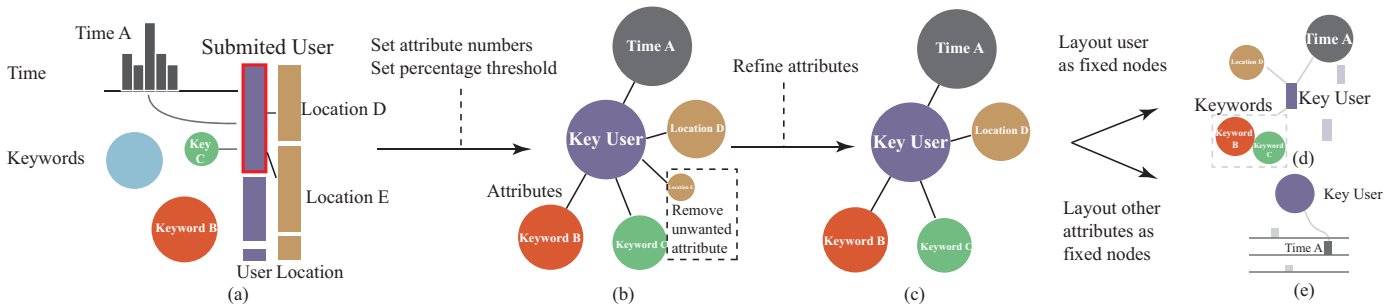 Time A
Submited User
Time
Location D
Key
C
Keywords
Location E
Keyword B
User Location
(a)
Set attribute numbers
Set percentage threshold
Time A
Key User
Location D
Location E
Attributes
Remove
unwanted
attritbute
Keyword B
Keyword C
(b)
Refine attributes
Time A
Key User
Location D
Keyword B
Keyword C
(c)
Layout user
as fixed nodes
Layout other
attributes as
fixed nodes
Time A
Location D
Key User
Keywords
Keyword
B
Keyword
C
(d)
Key User
Time A
(e)